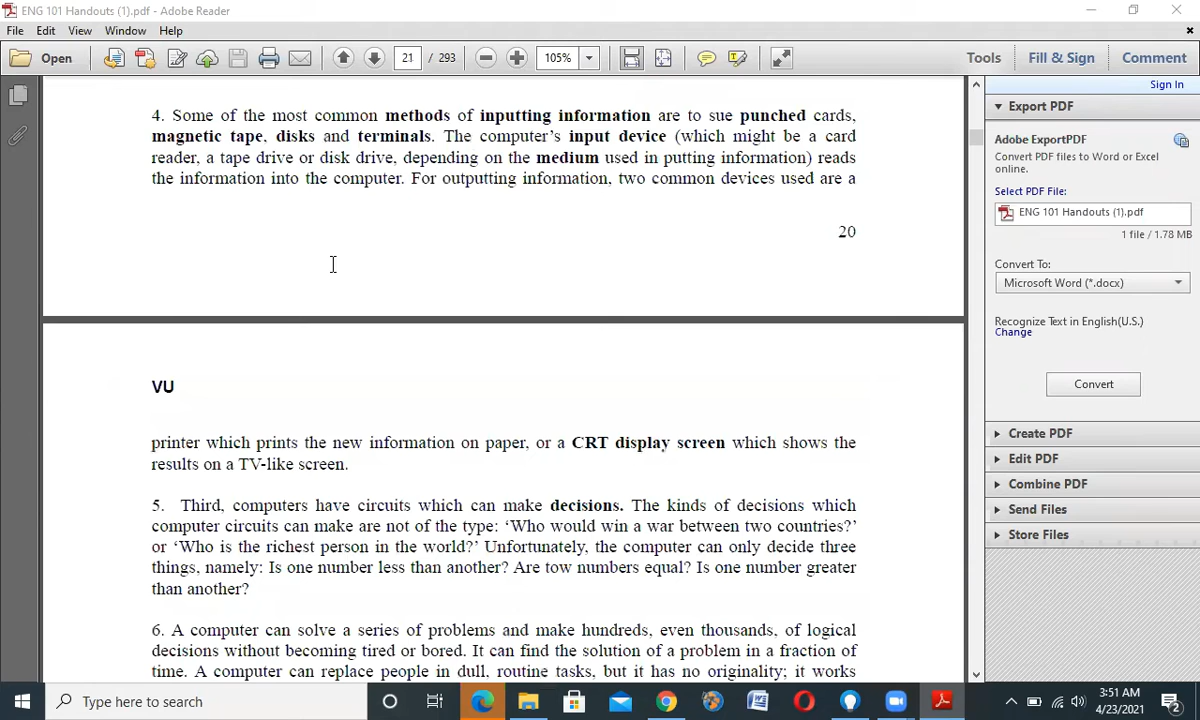 ENG 101 Handouts (1).pdf - Adobe Reader
File Edit View Window Help
Open 21 / 293 105% Tools Fill & Sign Comment
Sign In
4. Some of the most common methods of inputting information are to sue punched cards,
magnetic tape, disks and terminals. The computer's input device (which might be a card
reader, a tape drive or disk drive, depending on the medium used in putting information) reads
the information into the computer. For outputting information, two common devices used are a
20
VU
printer which prints the new information on paper, or a CRT display screen which shows the
results on a TV-like screen.
5. Third, computers have circuits which can make decisions. The kinds of decisions which
computer circuits can make are not of the type: 'Who would win a war between two countries?'
or 'Who is the richest person in the world?' Unfortunately, the computer can only decide three
things, namely: Is one number less than another? Are tow numbers equal? Is one number greater
than another?
6. A computer can solve a series of problems and make hundreds, even thousands, of logical
decisions without becoming tired or bored. It can find the solution of a problem in a fraction of
time. A computer can replace people in dull, routine tasks, but it has no originality; it works
Export PDF
Adobe ExportPDF
Convert PDF files to Word or Excel
online.
Select PDF File:
ENG 101 Handouts (1).pdf
1 file / 1.78 MB
Convert To:
Microsoft Word (*.docx)
Recognize Text in English(U.S.)
Change
Convert
Create PDF
Edit PDF
Combine PDF
Send Files
Store Files
Type here to search
3:51 AM
4/23/2021
2